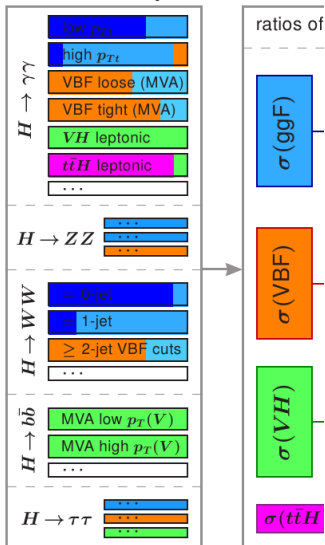 ratios of
low p_Tt
high p_Tt
VBF loose (MVA)
VBF tight (MVA)
VH leptonic
tt̄H leptonic
···
H → γγ
H → ZZ
···
···
···
= 0-jet
= 1-jet
≥ 2-jet VBF cuts
···
H → WW
MVA low p_T(V)
MVA high p_T(V)
···
H → bb̄
H → ττ
···
···
···
σ(ggF)
σ(VBF)
σ(VH)
σ(tt̄H